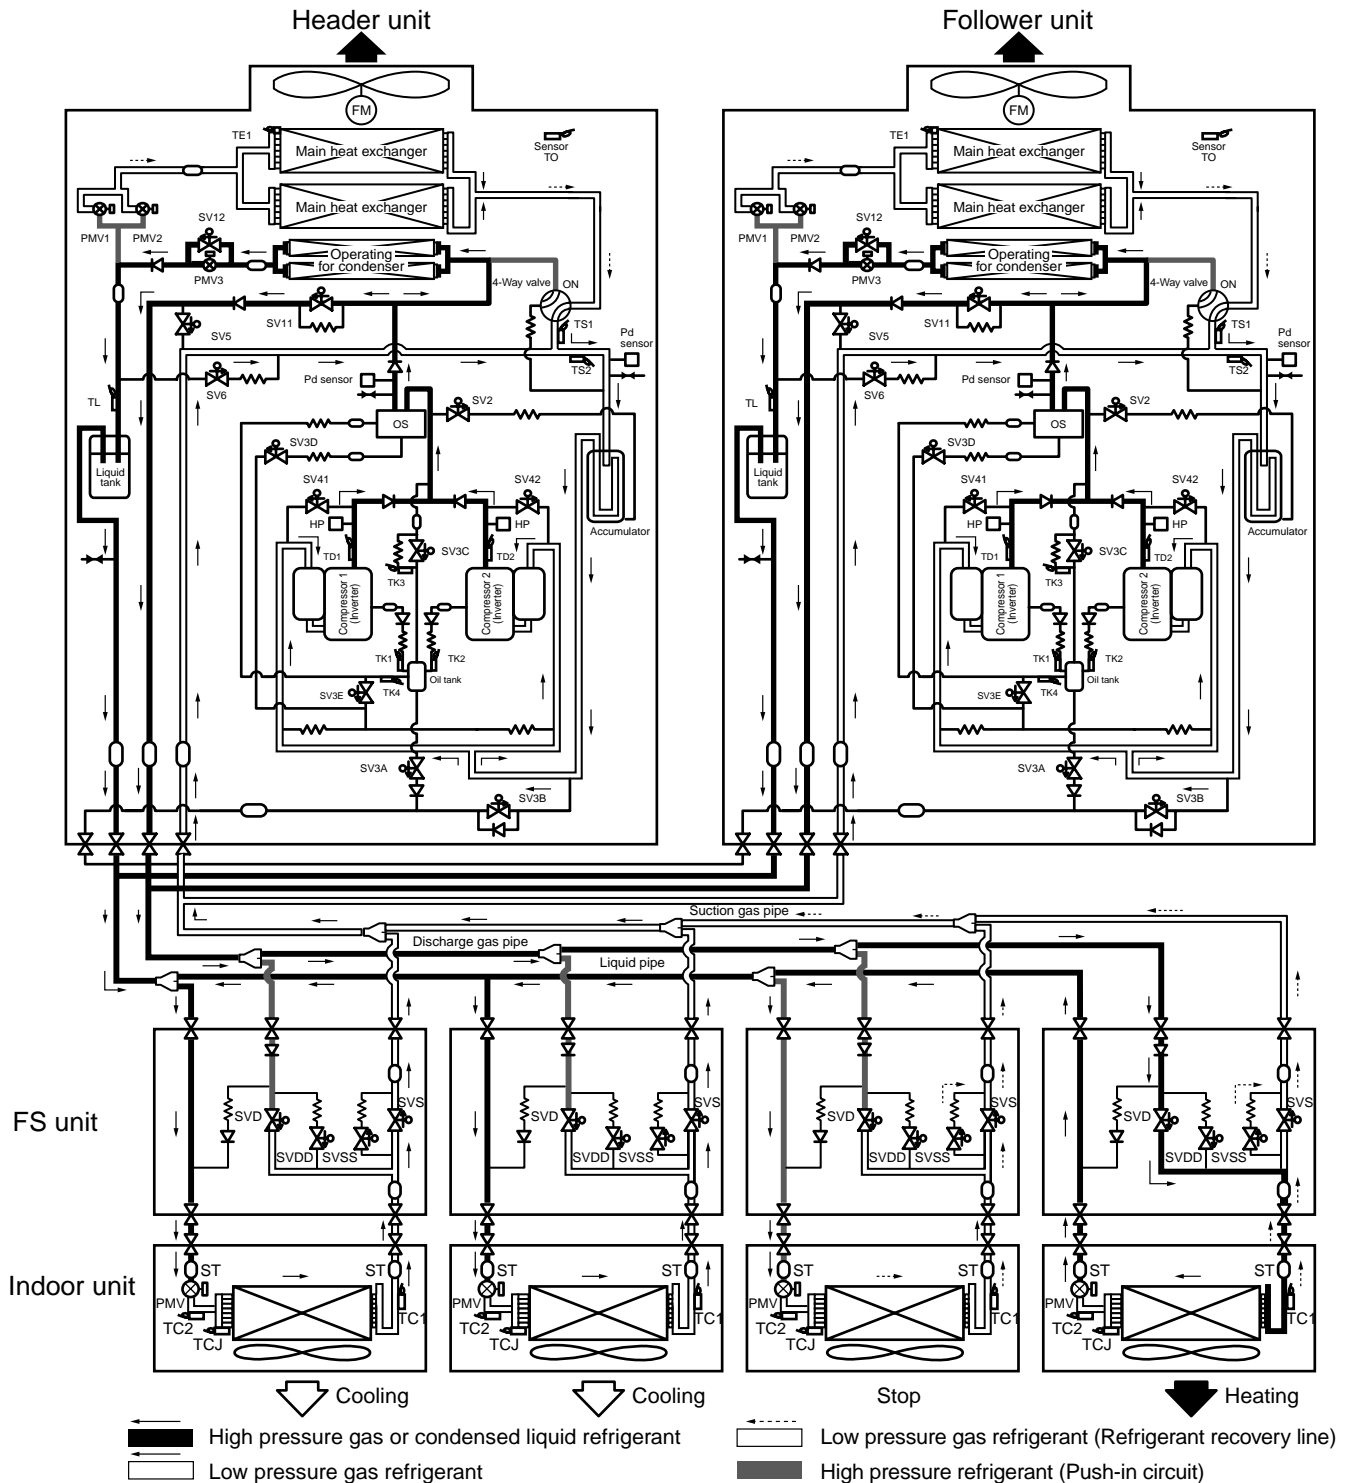 Header unit
Follower unit
FM
FM
TE1
Main heat exchanger
Sensor
TO
Main heat exchanger
SV12
PMV1
PMV2
PMV3
Operating
for condenser
4-Way valve
ON
SV11
SV5
TS1
Pd
sensor
TS2
Pd sensor
SV6
TL
OS
SV2
SV3D
Liquid
tank
SV41
SV42
HP
HP
Accumulator
TD1
SV3C
TD2
TK3
Compressor 1
(Inverter)
Compressor 2
(Inverter)
TK1
TK2
TK4
Oil tank
SV3E
SV3A
SV3B
TE1
Main heat exchanger
Sensor
TO
Main heat exchanger
SV12
PMV1
PMV2
PMV3
Operating
for condenser
4-Way valve
ON
SV11
SV5
TS1
Pd
sensor
TS2
Pd sensor
SV6
TL
OS
SV2
SV3D
Liquid
tank
SV41
SV42
HP
HP
Accumulator
TD1
SV3C
TD2
TK3
Compressor 1
(Inverter)
Compressor 2
(Inverter)
TK1
TK2
TK4
Oil tank
SV3E
SV3A
SV3B
Suction gas pipe
Discharge gas pipe
Liquid pipe
FS unit
SVD
SVS
SVDD
SVSS
SVD
SVS
SVDD
SVSS
SVD
SVS
SVDD
SVSS
SVD
SVS
SVDD
SVSS
Indoor unit
ST
ST
PMV
TC2
TCJ
TC1
ST
ST
PMV
TC2
TCJ
TC1
ST
ST
PMV
TC2
TCJ
TC1
ST
ST
PMV
TC2
TCJ
TC1
Cooling
Cooling
Stop
Heating
High pressure gas or condensed liquid refrigerant
Low pressure gas refrigerant (Refrigerant recovery line)
Low pressure gas refrigerant
High pressure refrigerant (Push-in circuit)